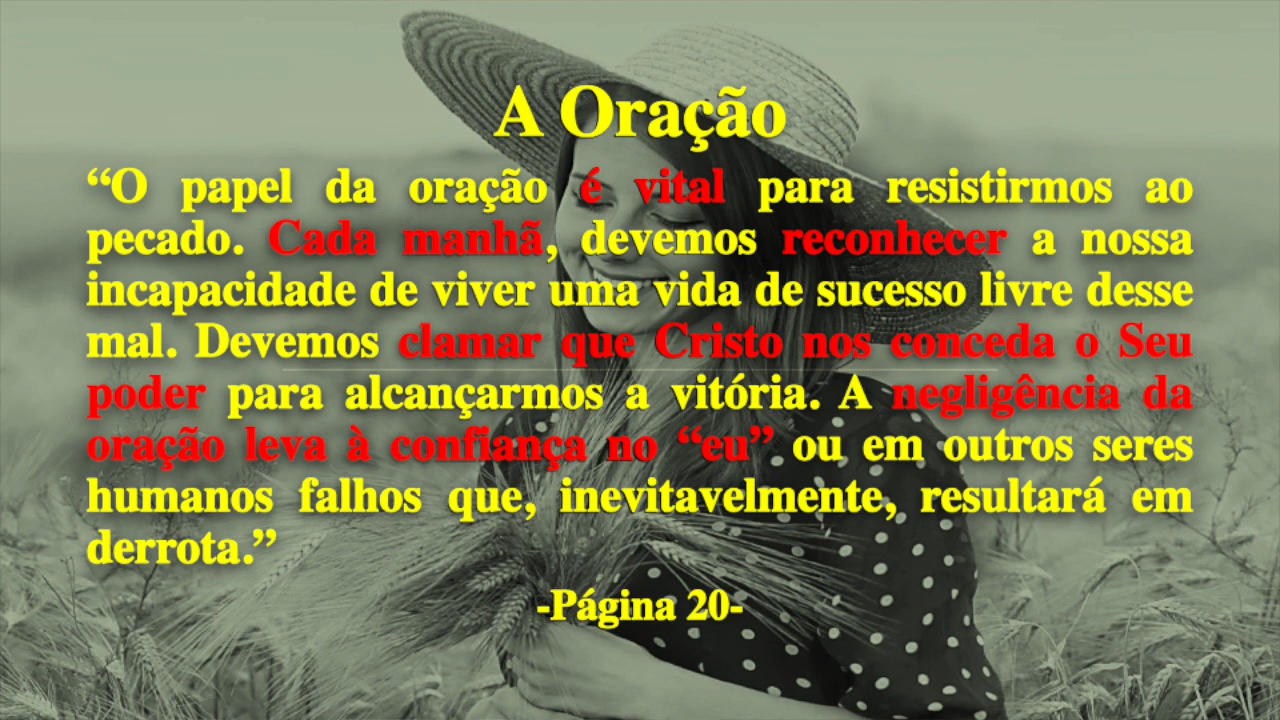 A Oração
“O papel da oração é vital para resistirmos ao
pecado. Cada manhã, devemos reconhecer a nossa
incapacidade de viver uma vida de sucesso livre desse
mal. Devemos clamar que Cristo nos conceda o Seu
poder para alcançarmos a vitória. A negligência da
oração leva à confiança no “eu” ou em outros seres
humanos falhos que, inevitavelmente, resultará em
derrota.”
-Página 20-